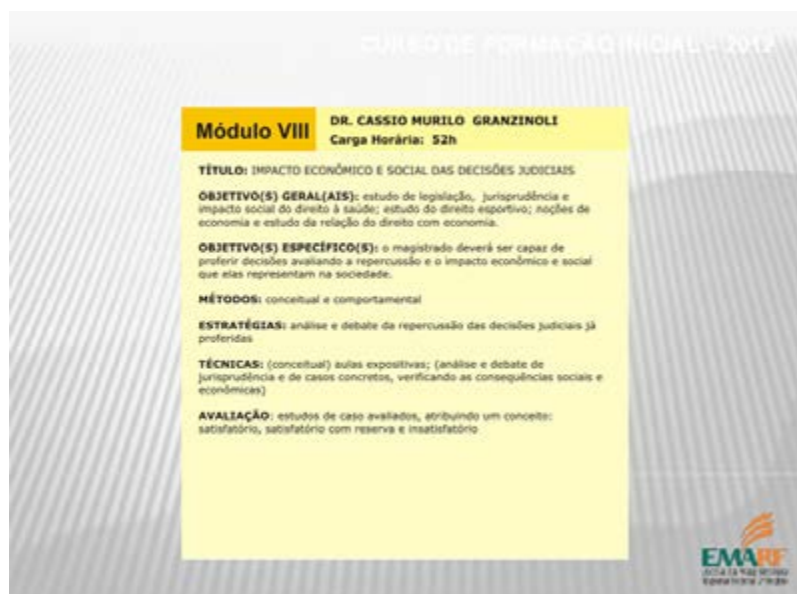 CURSO DE FORMAÇÃO INICIAL - 2012
Módulo VIII
DR. CASSIO MURILO GRANZINOLI
Carga Horária: 52h
TÍTULO: IMPACTO ECONÔMICO E SOCIAL DAS DECISÕES JUDICIAIS
OBJETIVO(S) GERAL(AIS): estudo de legislação, jurisprudência e
impacto social do direito à saúde; estudo do direito esportivo; noções de
economia e estudo da relação do direito com economia.
OBJETIVO(S) ESPECÍFICO(S): o magistrado deverá ser capaz de
proferir decisões avaliando a repercussão e o impacto econômico e social
que elas representam na sociedade.
MÉTODOS: conceitual e comportamental
ESTRATÉGIAS: análise e debate da repercussão das decisões judiciais já
proferidas
TÉCNICAS: (conceitual) aulas expositivas; (análise e debate de
jurisprudência e de casos concretos, verificando as consequências sociais e
econômicas)
AVALIAÇÃO: estudos de caso avaliados, atribuindo um conceito:
satisfatório, satisfatório com reserva e insatisfatório
EMARF